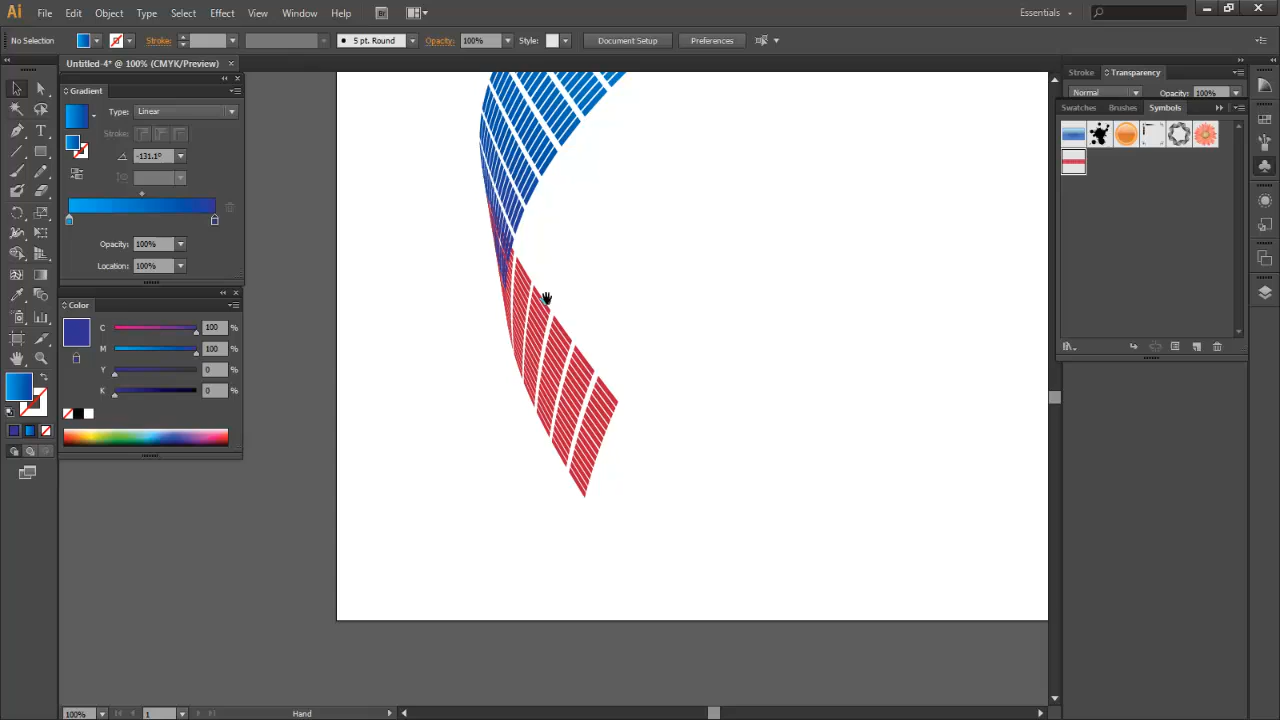 Ai File Edit Object Type Select Effect View Window Help Br Essentials
No Selection Stroke: 5 pt. Round Opacity: 100% Style: Document Setup Preferences
Untitled-4* @ 100% (CMYK/Preview)
Gradient
Type: Linear
Stroke:
-131.1°
Opacity: 100%
Location: 100%
Color
C 100 %
M 100 %
Y 0 %
K 0 %
Stroke Transparency
Normal Opacity: 100%
Swatches Brushes Symbols
100% 1 Hand